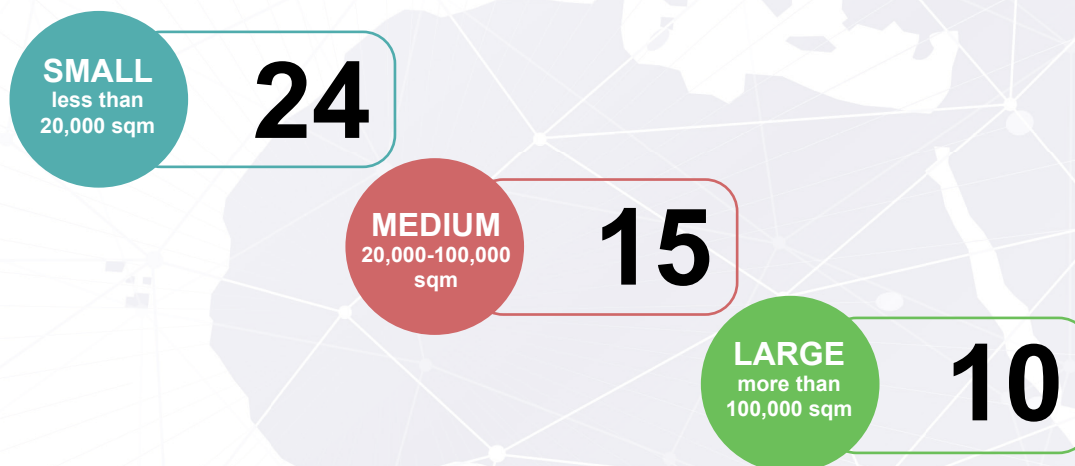 SMALL
less than
20,000 sqm
24
MEDIUM
20,000-100,000
sqm
15
LARGE
more than
100,000 sqm
10